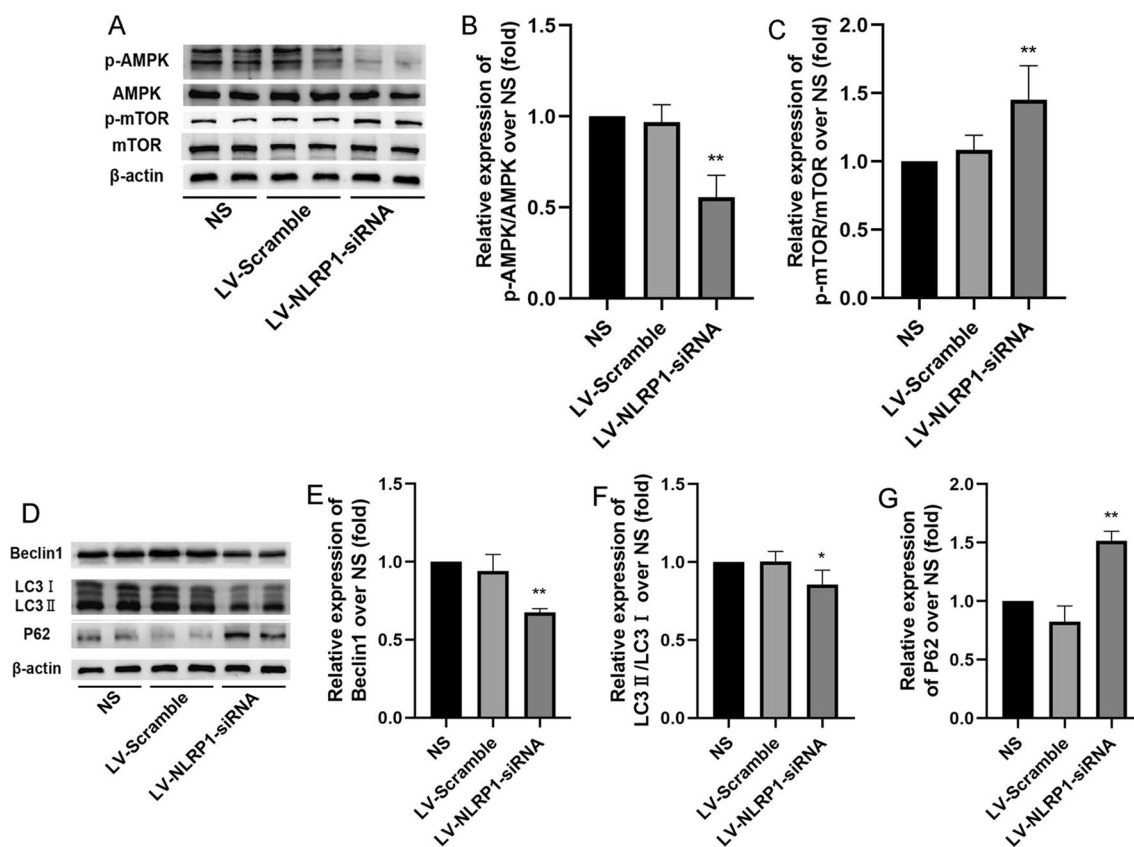 A
p-AMPK
AMPK
p-mTOR
mTOR
β-actin
NS
LV-Scramble
LV-NLRP1-siRNA
B
Relative expression of
p-AMPK/AMPK over NS (fold)
1.5
1.0
0.5
0.0
**
NS
LV-Scramble
LV-NLRP1-siRNA
C
Relative expression of
p-mTOR/mTOR over NS (fold)
2.0
1.5
1.0
0.5
0.0
**
NS
LV-Scramble
LV-NLRP1-siRNA
D
Beclin1
LC3 Ⅰ
LC3 Ⅱ
P62
β-actin
NS
LV-Scramble
LV-NLRP1-siRNA
E
Relative expression of
Beclin1 over NS (fold)
1.5
1.0
0.5
0.0
**
NS
LV-Scramble
LV-NLRP1-siRNA
F
Relative expression of
LC3 Ⅱ/LC3 Ⅰ over NS (fold)
1.5
1.0
0.5
0.0
*
NS
LV-Scramble
LV-NLRP1-siRNA
G
Relative expression
of P62 over NS (fold)
2.0
1.5
1.0
0.5
0.0
**
NS
LV-Scramble
LV-NLRP1-siRNA